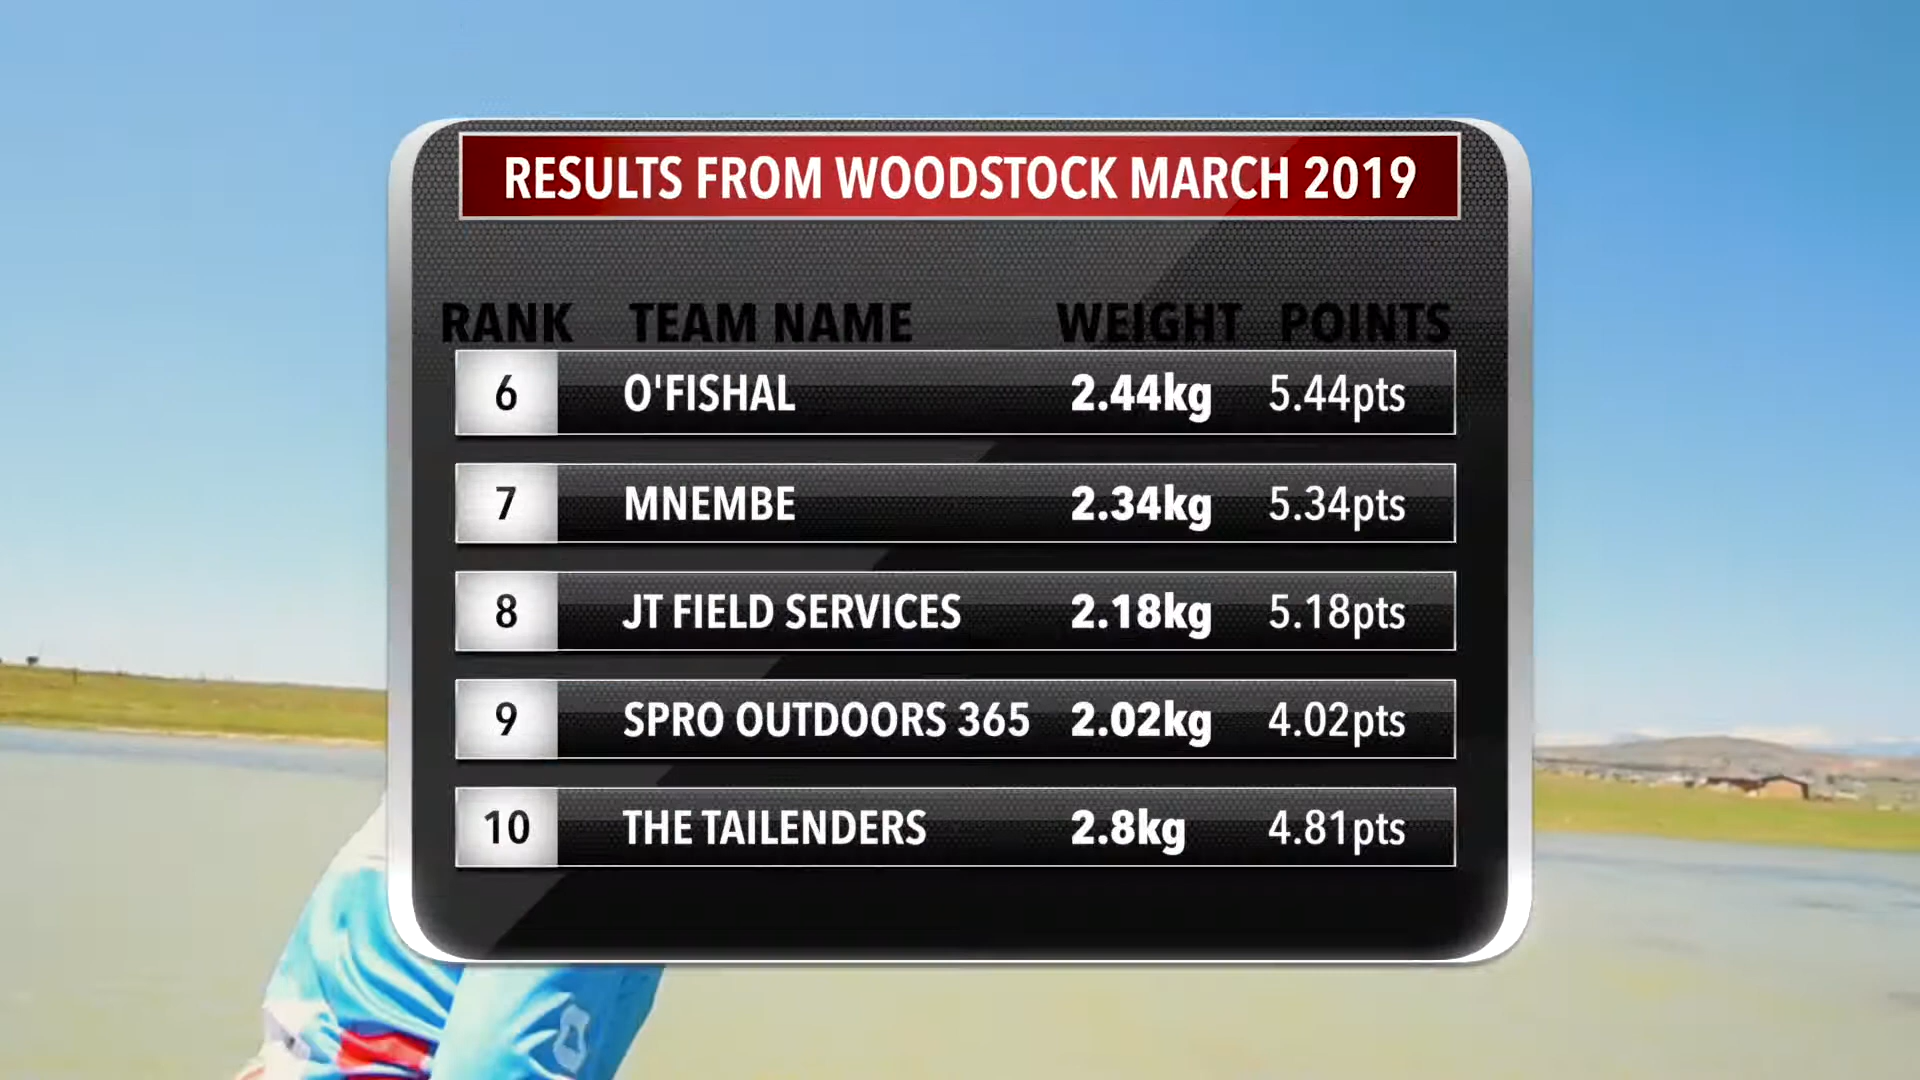 RESULTS FROM WOODSTOCK MARCH 2019
RANK TEAM NAME WEIGHT POINTS
6 O'FISHAL 2.44kg 5.44pts
7 MNEMBE 2.34kg 5.34pts
8 JT FIELD SERVICES 2.18kg 5.18pts
9 SPRO OUTDOORS 365 2.02kg 4.02pts
10 THE TAILENDERS 2.8kg 4.81pts